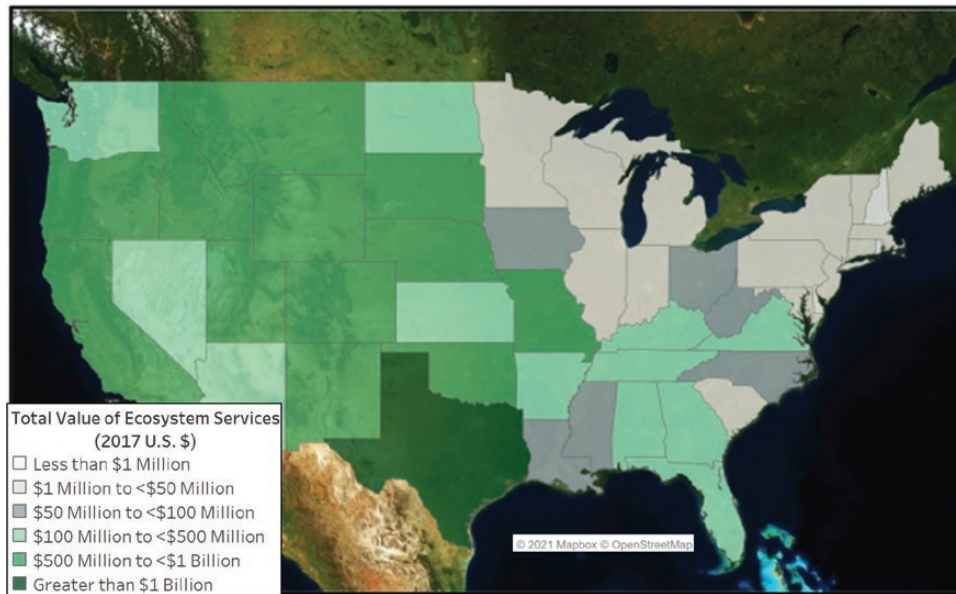 Total Value of Ecosystem Services
(2017 U.S. $)
Less than $1 Million
$1 Million to <$50 Million
$50 Million to <$100 Million
$100 Million to <$500 Million
$500 Million to <$1 Billion
Greater than $1 Billion
© 2021 Mapbox © OpenStreetMap